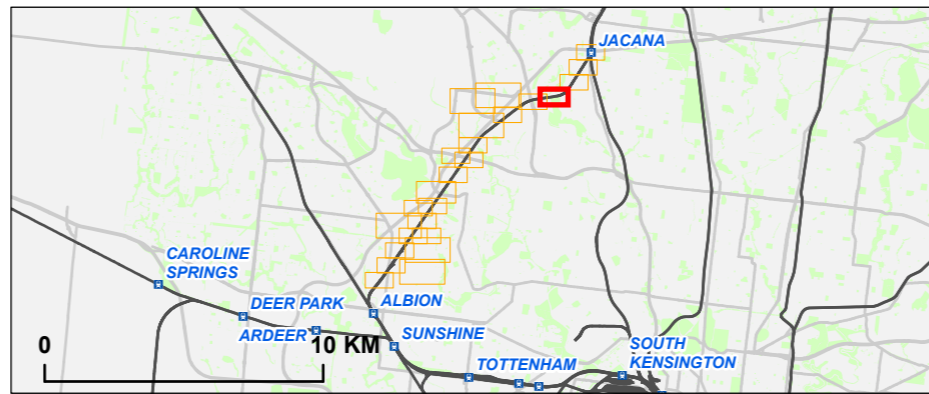 JACANA
CAROLINE
SPRINGS
DEER PARK
ALBION
ARDEER
SUNSHINE
0
10 KM
TOTTENHAM
SOUTH
KENSINGTON